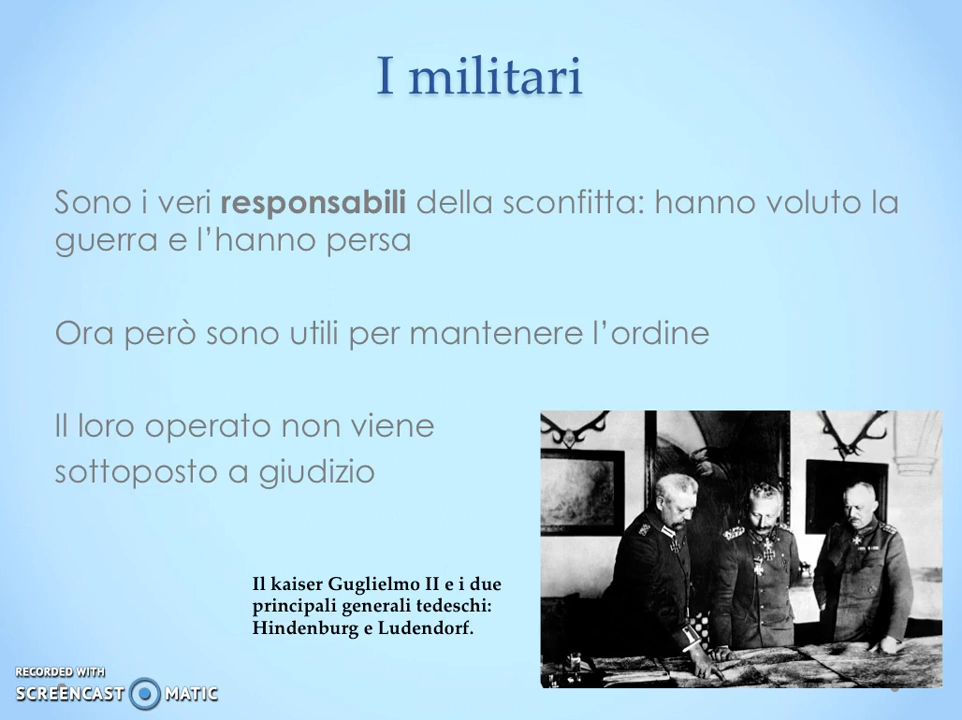 I militari
Sono i veri responsabili della sconfitta: hanno voluto la
guerra e l’hanno persa
Ora però sono utili per mantenere l’ordine
Il loro operato non viene
sottoposto a giudizio
Il kaiser Guglielmo II e i due
principali generali tedeschi:
Hindenburg e Ludendorf.
RECORDED WITH
SCREENCAST MATIC